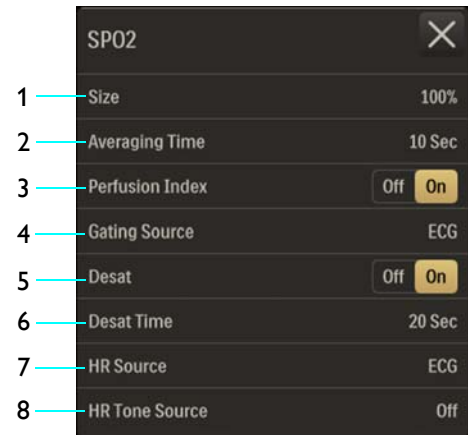 SPO2
1 Size 100%
2 Averaging Time 10 Sec
3 Perfusion Index Off On
4 Gating Source ECG
5 Desat Off On
6 Desat Time 20 Sec
7 HR Source ECG
8 HR Tone Source Off